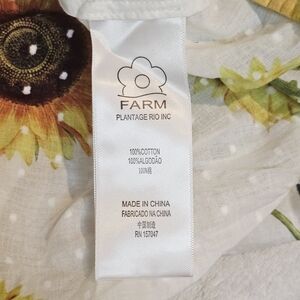 FARM
PLANTAGE RIO INC
100%COTTON
100%ALGODÃO
100%棉
MADE IN CHINA
FABRICADO NA CHINA
中国制造
RN 157047